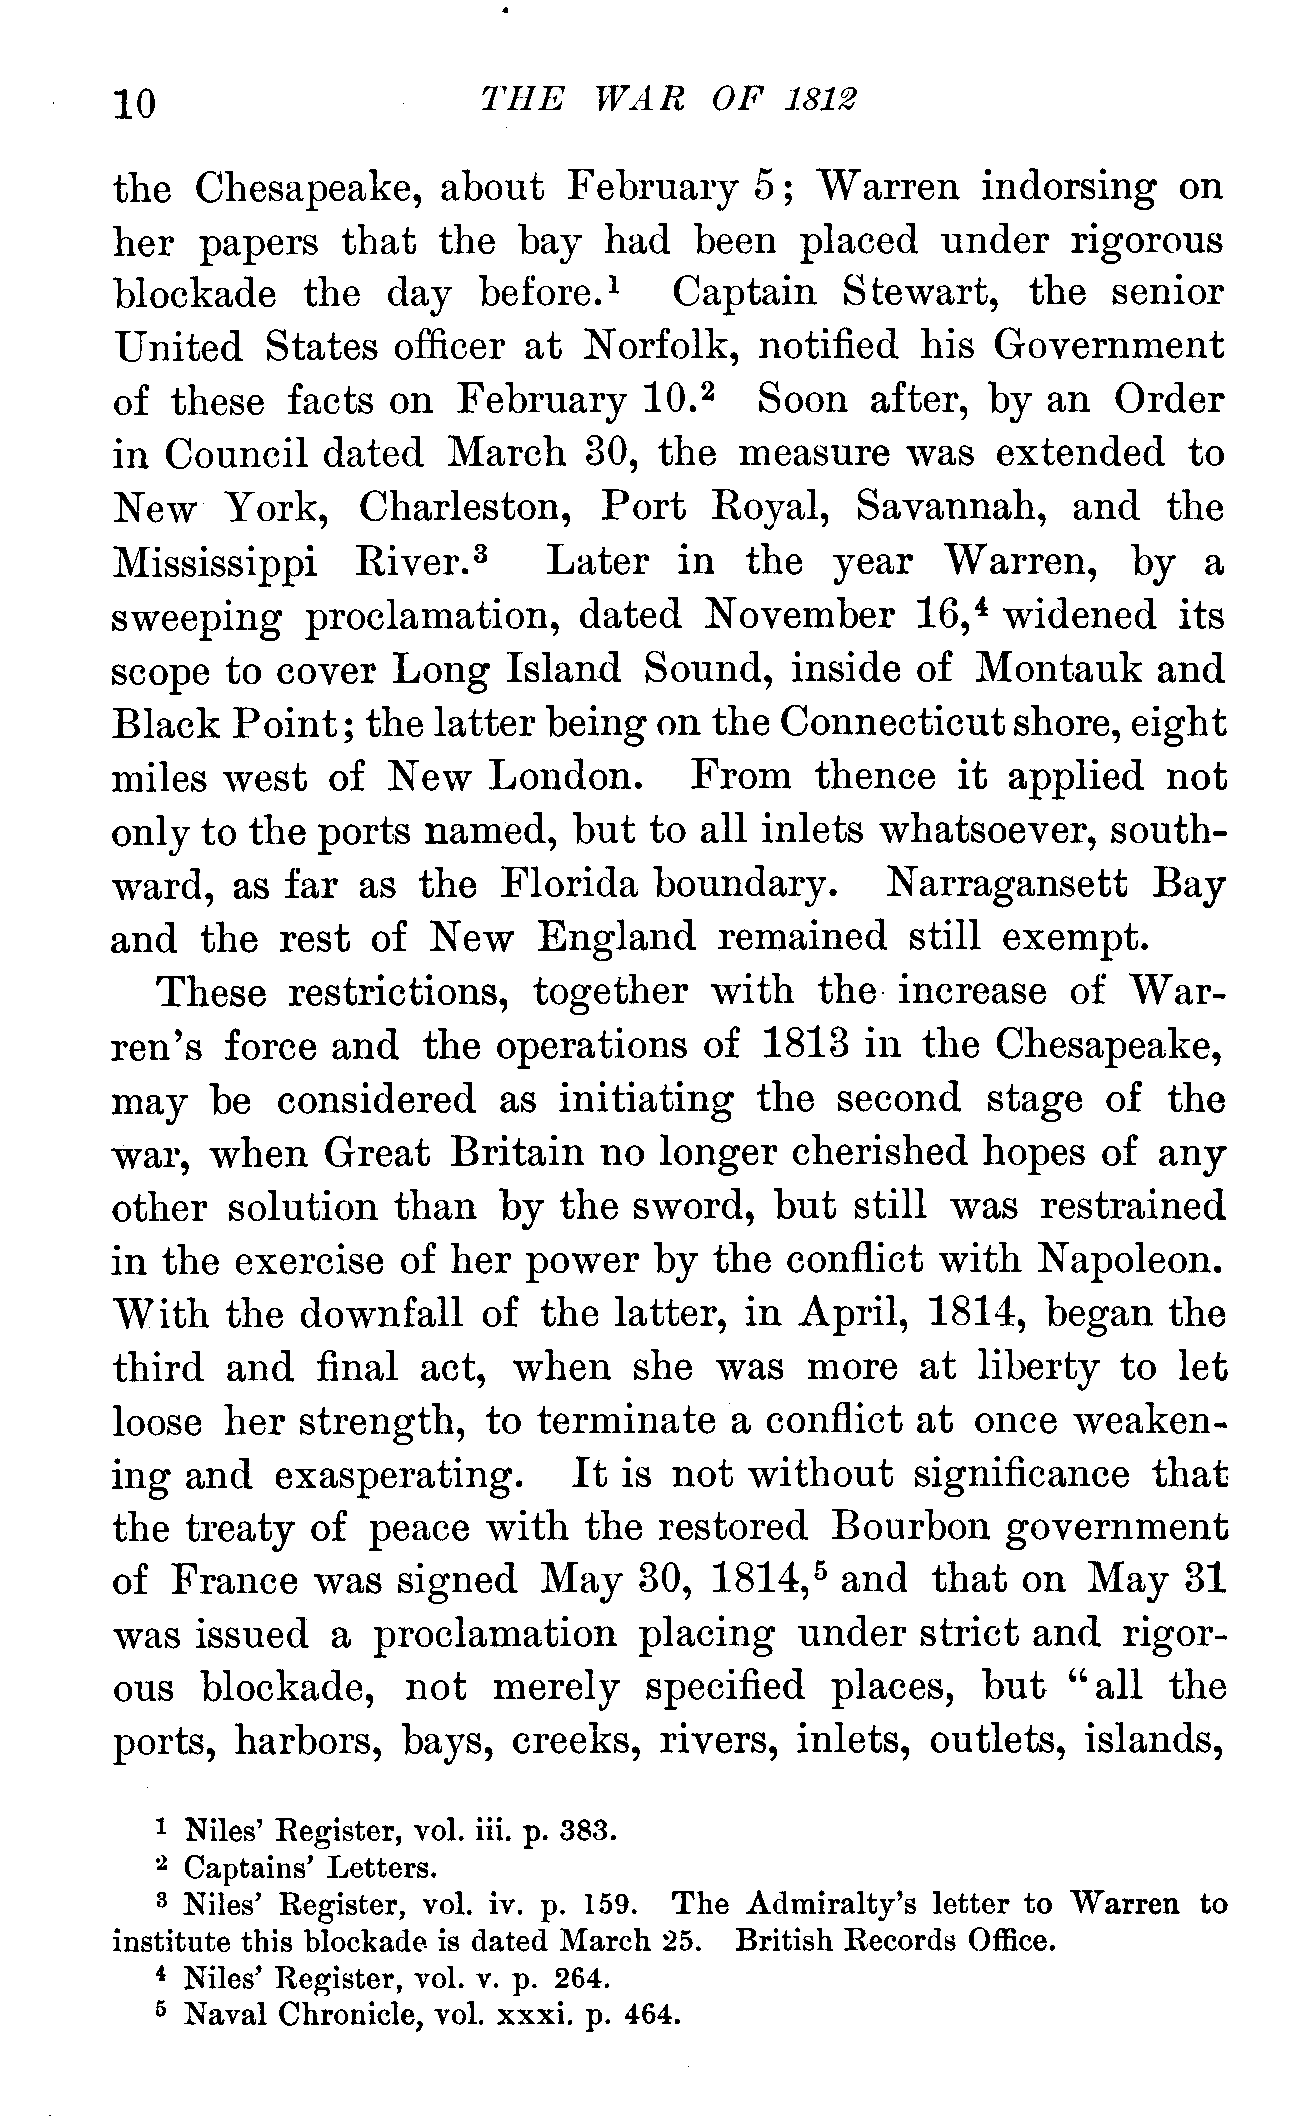 10 THE WAR OF 1812
the Chesapeake, about February 5; Warren indorsing on
her papers that the bay had been placed under rigorous
blockade the day before.¹ Captain Stewart, the senior
United States officer at Norfolk, notified his Government
of these facts on February 10.² Soon after, by an Order
in Council dated March 30, the measure was extended to
New York, Charleston, Port Royal, Savannah, and the
Mississippi River.³ Later in the year Warren, by a
sweeping proclamation, dated November 16,⁴ widened its
scope to cover Long Island Sound, inside of Montauk and
Black Point; the latter being on the Connecticut shore, eight
miles west of New London. From thence it applied not
only to the ports named, but to all inlets whatsoever, south-
ward, as far as the Florida boundary. Narragansett Bay
and the rest of New England remained still exempt.
These restrictions, together with the increase of War-
ren's force and the operations of 1813 in the Chesapeake,
may be considered as initiating the second stage of the
war, when Great Britain no longer cherished hopes of any
other solution than by the sword, but still was restrained
in the exercise of her power by the conflict with Napoleon.
With the downfall of the latter, in April, 1814, began the
third and final act, when she was more at liberty to let
loose her strength, to terminate a conflict at once weaken-
ing and exasperating. It is not without significance that
the treaty of peace with the restored Bourbon government
of France was signed May 30, 1814,⁵ and that on May 31
was issued a proclamation placing under strict and rigor-
ous blockade, not merely specified places, but "all the
ports, harbors, bays, creeks, rivers, inlets, outlets, islands,
¹ Niles' Register, vol. iii. p. 383.
² Captains' Letters.
³ Niles' Register, vol. iv. p. 159. The Admiralty's letter to Warren to
institute this blockade is dated March 25. British Records Office.
⁴ Niles' Register, vol. v. p. 264.
⁵ Naval Chronicle, vol. xxxi. p. 464.